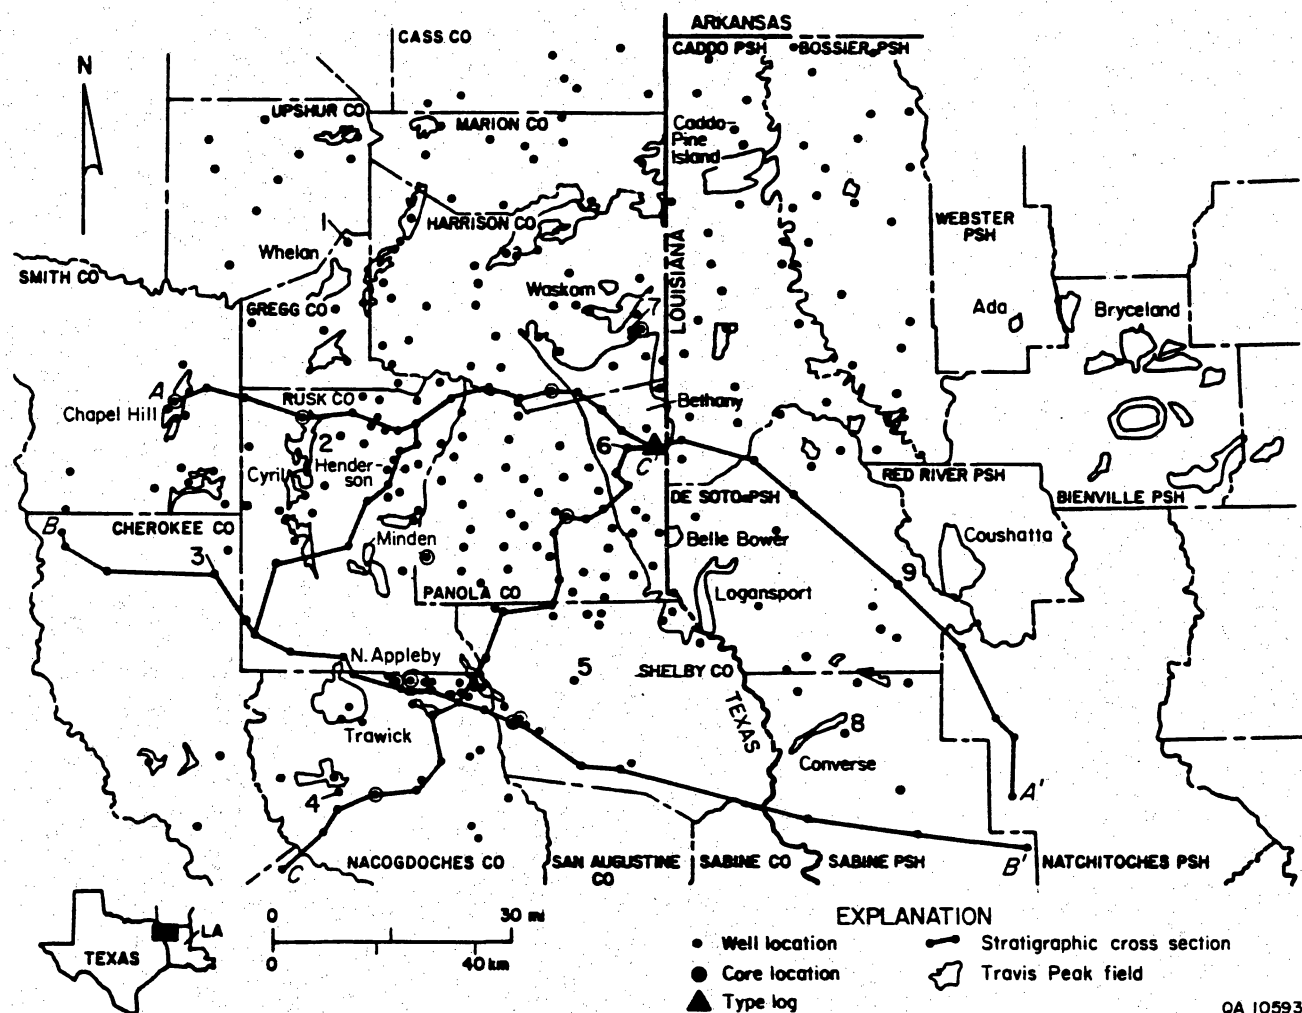 ARKANSAS
CASS CO
CADDO PSH
BOSSIER PSH
N
UPSHUR CO
MARION CO
Caddo-
Pine
Island
WEBSTER
PSH
1
HARRISON CO
Whelan
LOUISIANA
SMITH CO
Waskom
7
GREGG CO
Ada
Bryceland
A
RUSK CO
Chapel Hill
Bethany
2
6
C'
Cyril
Hender-
son
RED RIVER PSH
DE SOTO PSH
BIENVILLE PSH
B
CHEROKEE CO
Minden
Belle Bower
Coushatta
3
9
PANOLA CO
Logansport
N. Appleby
5
SHELBY CO
TEXAS
Trawick
8
Converse
4
A'
C
NACOGDOCHES CO
SAN AUGUSTINE
CO
SABINE CO
SABINE PSH
B'
NATCHITOCHES PSH
TEXAS
LA
0
30 mi
0
40 km
EXPLANATION
Well location
Core location
Type log
Stratigraphic cross section
Travis Peak field
QA 10593